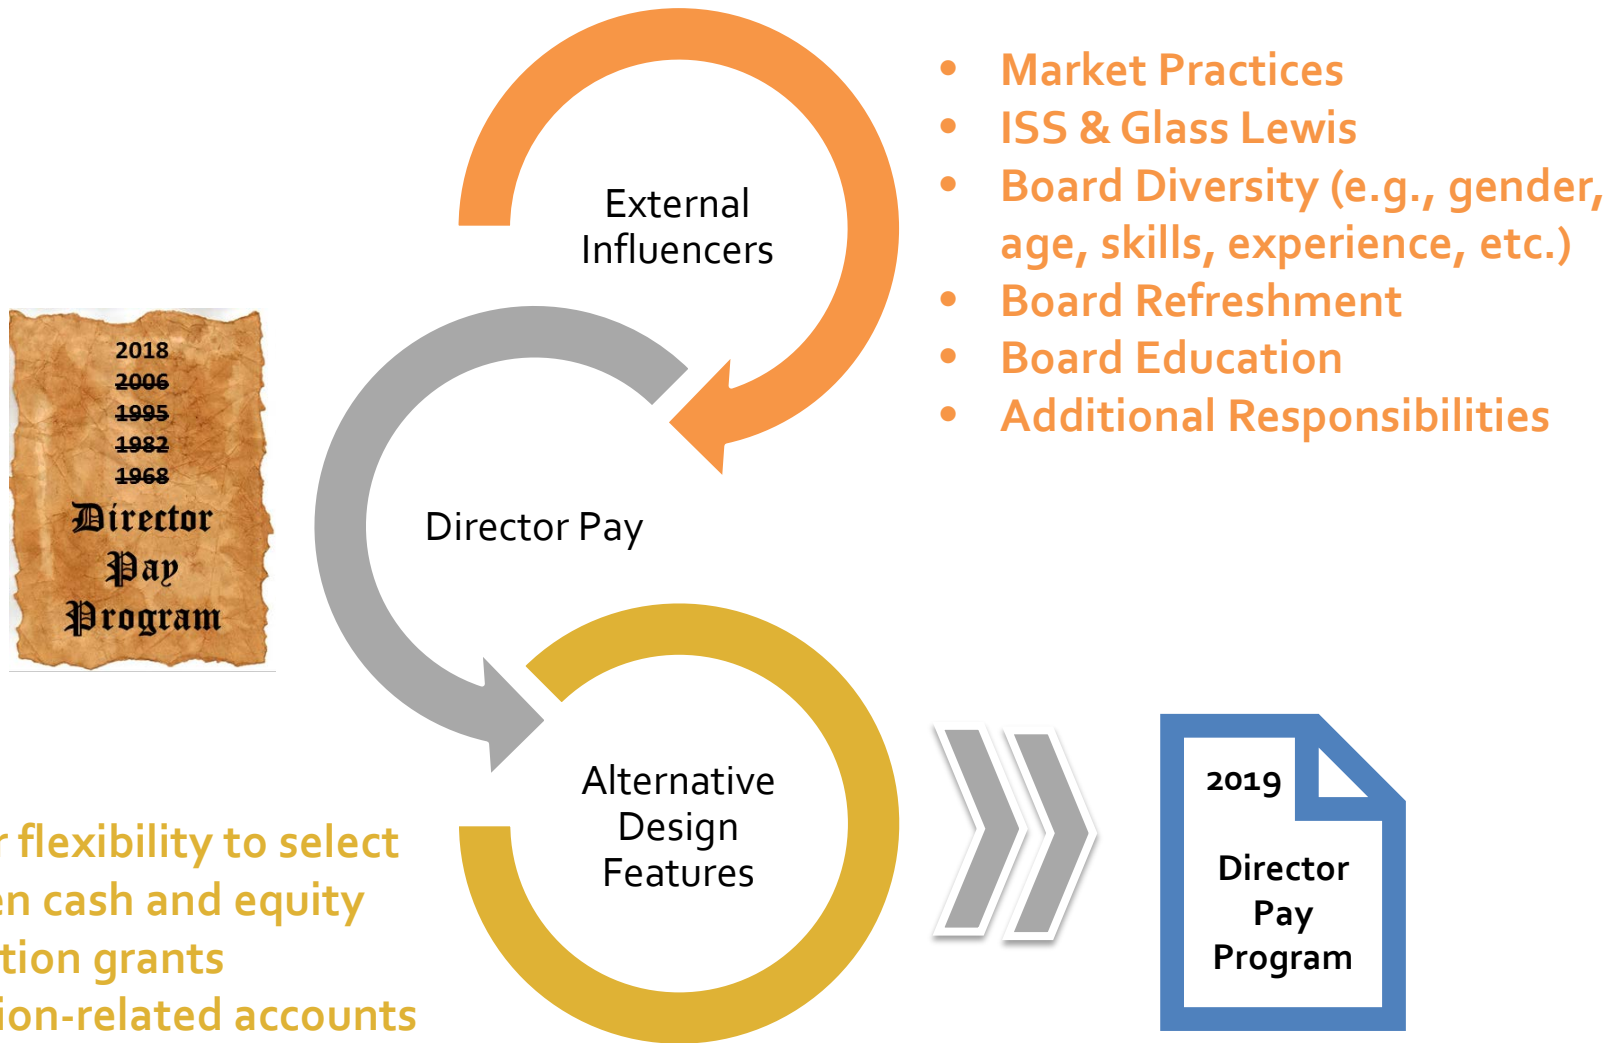 External
Influencers
• Market Practices
• ISS & Glass Lewis
• Board Diversity (e.g., gender,
age, skills, experience, etc.)
• Board Refreshment
• Board Education
• Additional Responsibilities
2018
2006
1995
1982
1968
Director
Pay
Program
Director Pay
Alternative
Design
Features
flexibility to select
cash and equity
grants
accounts
2019
Director
Pay
Program